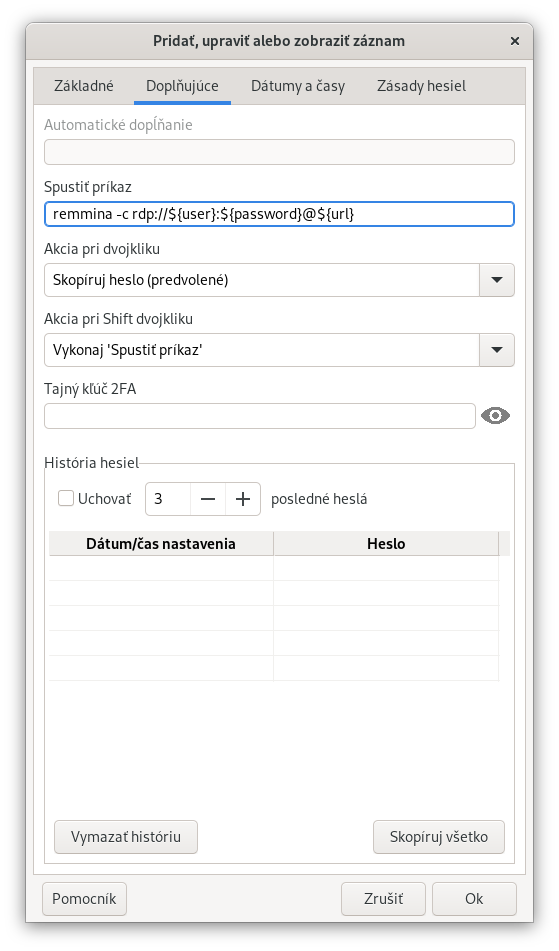 Pridať, upraviť alebo zobraziť záznam
Základné Doplňujúce Dátumy a časy Zásady hesiel
Automatické dopĺňanie
Spustiť príkaz
remmina -c rdp://${user}:${password}@${url}
Akcia pri dvojkliku
Skopíruj heslo (predvolené)
Akcia pri Shift dvojkliku
Vykonaj 'Spustiť príkaz'
Tajný kľúč 2FA
História hesiel
Uchovať 3 posledné heslá
Dátum/čas nastavenia Heslo
Vymazať históriu Skopíruj všetko
Pomocník Zrušiť Ok